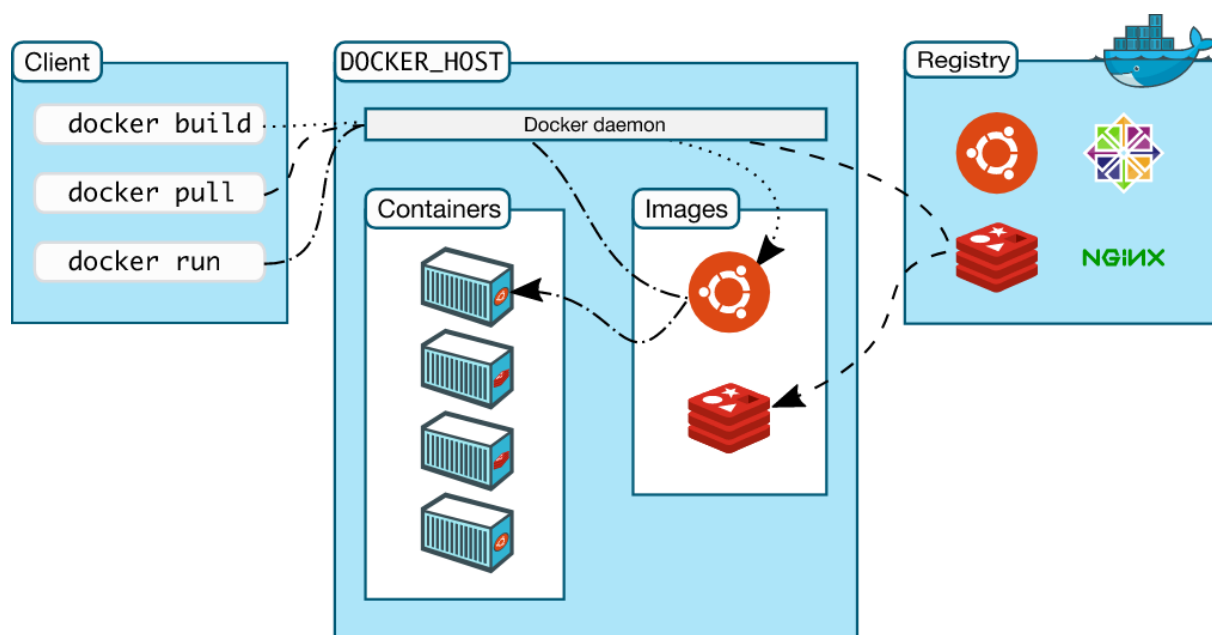 Client
docker build
docker pull
docker run
DOCKER_HOST
Docker daemon
Containers
Images
Registry
NGINX